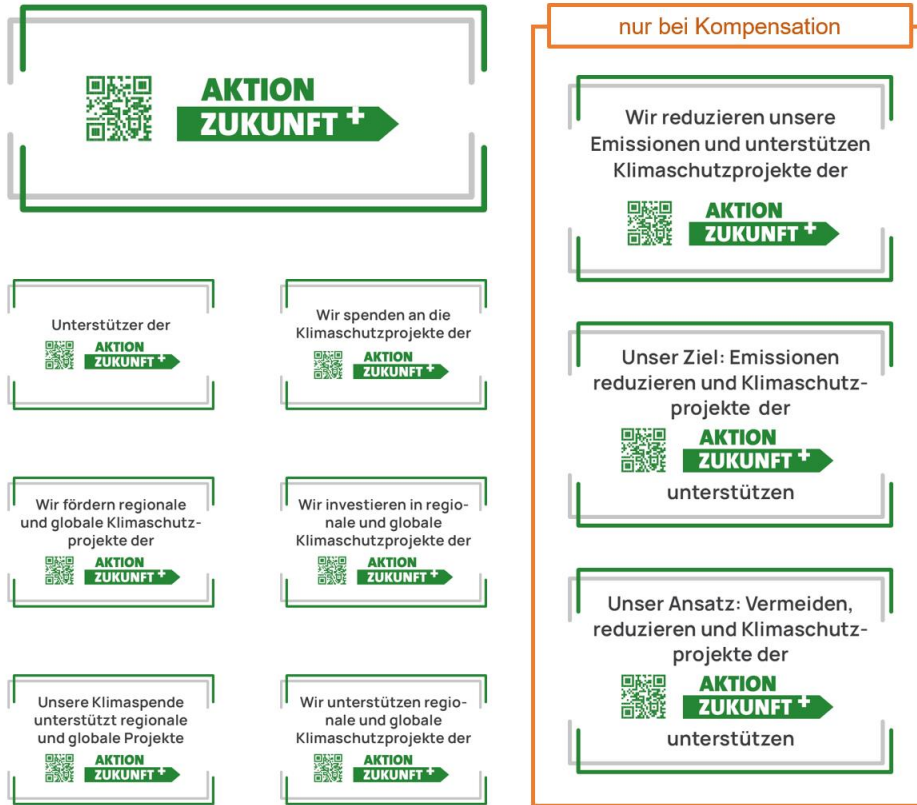 AKTION
ZUKUNFT +
Unterstützer der
AKTION
ZUKUNFT +
Wir spenden an die
Klimaschutzprojekte der
AKTION
ZUKUNFT +
Wir fördern regionale
und globale Klimaschutz-
projekte der
AKTION
ZUKUNFT +
Wir investieren in regio-
nale und globale
Klimaschutzprojekte der
AKTION
ZUKUNFT +
Unsere Klimaspende
unterstützt regionale
und globale Projekte
AKTION
ZUKUNFT +
Wir unterstützen regio-
nale und globale
Klimaschutzprojekte der
AKTION
ZUKUNFT +
nur bei Kompensation
Wir reduzieren unsere
Emissionen und unterstützen
Klimaschutzprojekte der
AKTION
ZUKUNFT +
Unser Ziel: Emissionen
reduzieren und Klimaschutz-
projekte der
AKTION
ZUKUNFT +
unterstützen
Unser Ansatz: Vermeiden,
reduzieren und Klimaschutz-
projekte der
AKTION
ZUKUNFT +
unterstützen